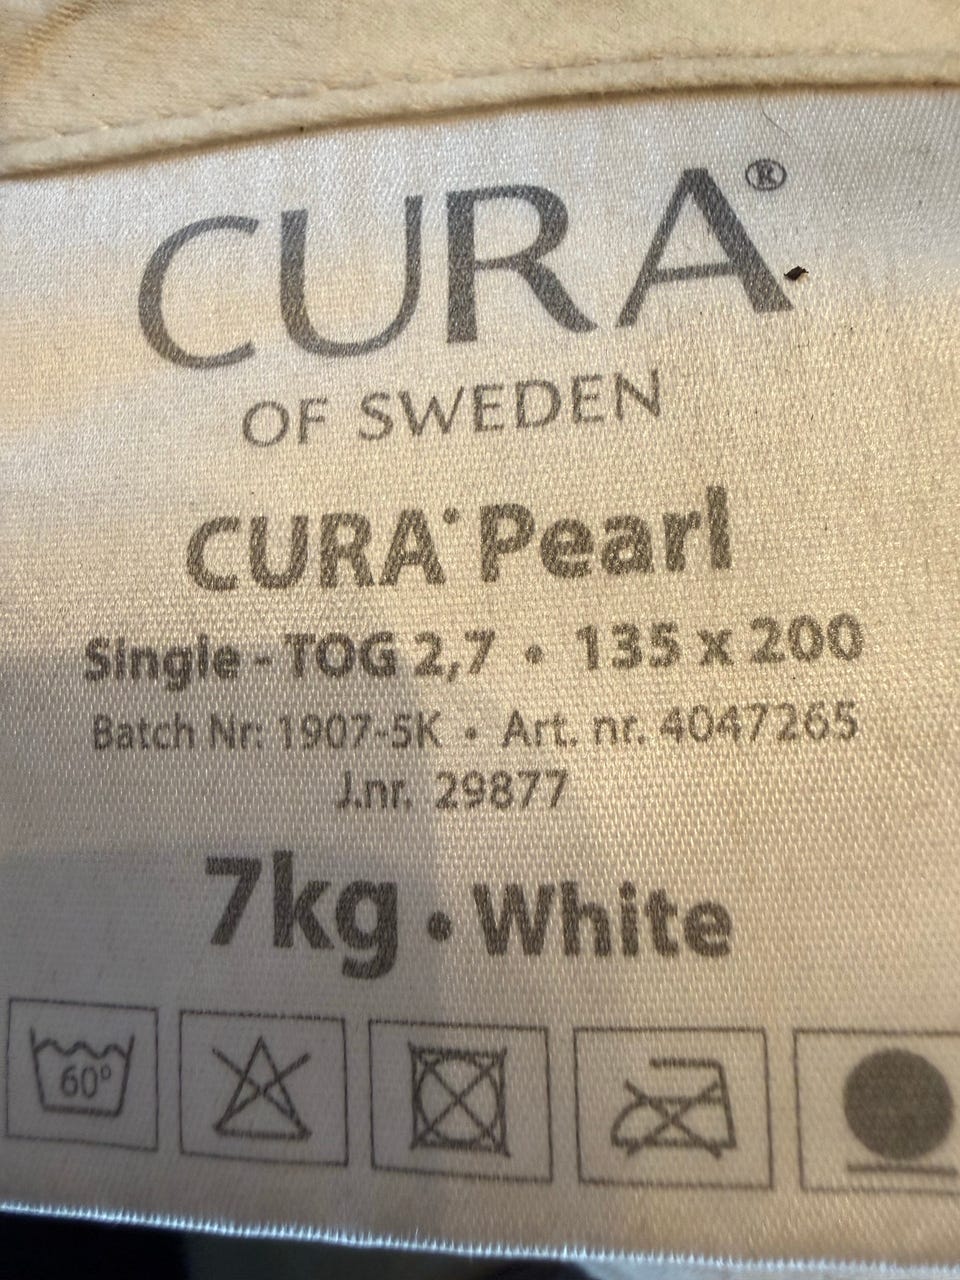 CURA®
OF SWEDEN
CURA® Pearl
Single - TOG 2,7 • 135 x 200
Batch Nr: 1907-5K • Art. nr. 4047265
J.nr. 29877
7kg • White
60°